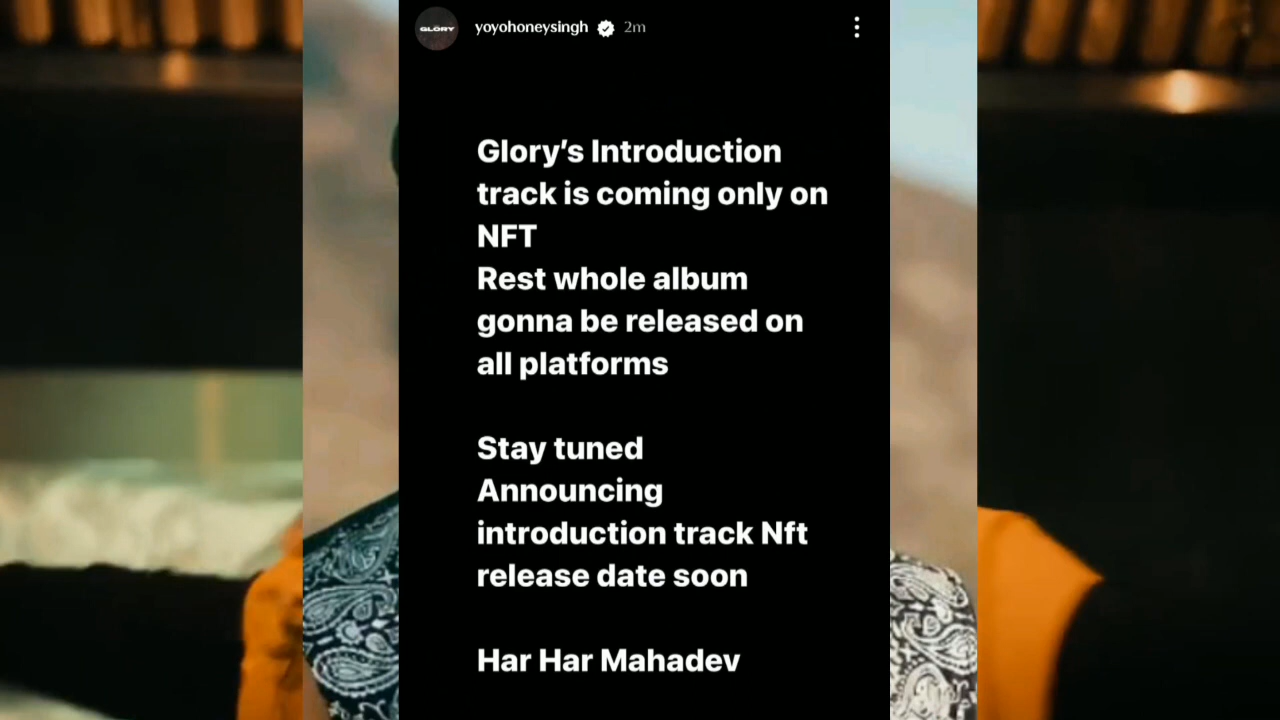 GLORY
yoyohoneysingh 2m
Glory's Introduction
track is coming only on
NFT
Rest whole album
gonna be released on
all platforms
Stay tuned
Announcing
introduction track Nft
release date soon
Har Har Mahadev